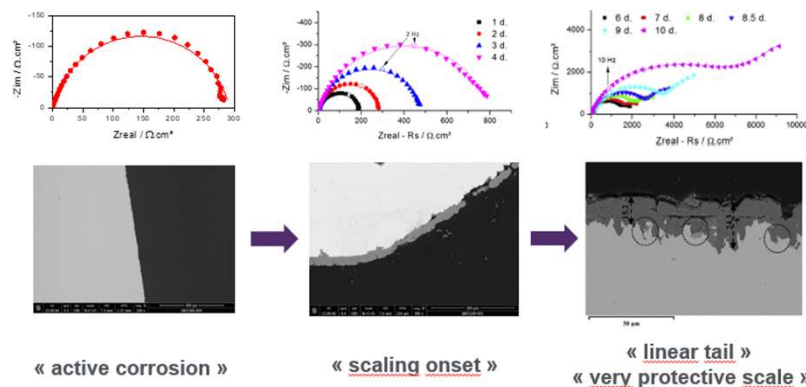 -Zim / Ω.cm²
-150
-100
-50
0
0 50 100 150 200 250 300
Zreal / Ω.cm²
-Zim / Ω.cm²
-400
-300
-200
-100
0
0 200 400 600 800
Zreal - Rs / Ω.cm²
2 Hz
1 d.
2 d.
3 d.
4 d.
6 d. 7 d. 8 d. 8.5 d.
9 d. 10 d.
Zim / Ω.cm²
4000
2000
0
0 2000 4000 6000 8000 10000
Zreal - Rs / Ω.cm²
10 Hz
50 µm
« active corrosion »
« scaling onset »
« linear tail »
« very protective scale »